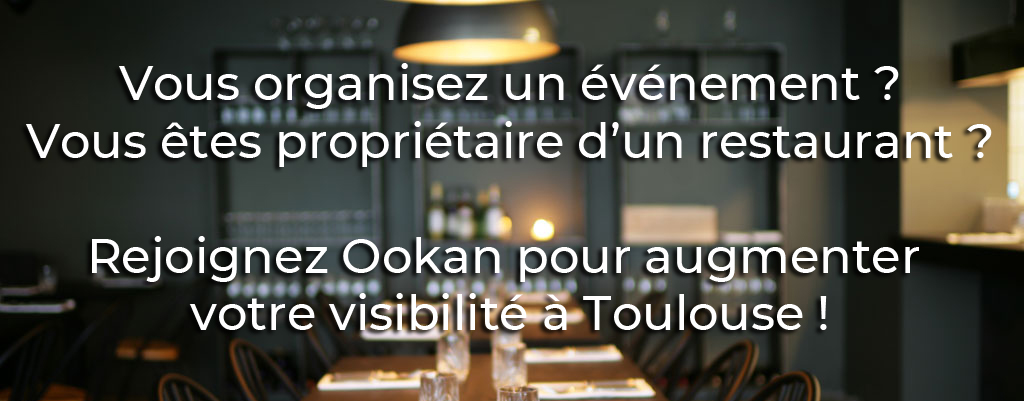 Vous organisez un événement ?
Vous êtes propriétaire d’un restaurant ?
Rejoignez Ookan pour augmenter
votre visibilité à Toulouse !